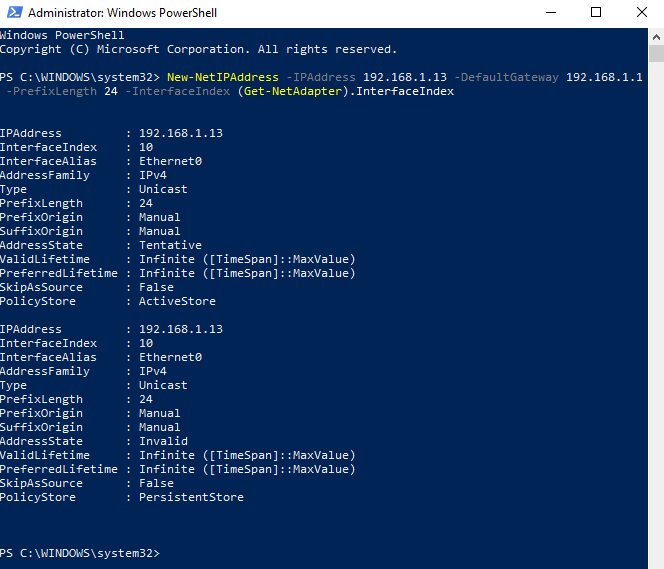 Administrator: Windows PowerShell
Windows PowerShell
Copyright (C) Microsoft Corporation. All rights reserved.
PS C:\WINDOWS\system32> New-NetIPAddress -IPAddress 192.168.1.13 -DefaultGateway 192.168.1.1
-PrefixLength 24 -InterfaceIndex (Get-NetAdapter).InterfaceIndex
IPAddress : 192.168.1.13
InterfaceIndex : 10
InterfaceAlias : Ethernet0
AddressFamily : IPv4
Type : Unicast
PrefixLength : 24
PrefixOrigin : Manual
SuffixOrigin : Manual
AddressState : Tentative
ValidLifetime : Infinite ([TimeSpan]::MaxValue)
PreferredLifetime : Infinite ([TimeSpan]::MaxValue)
SkipAsSource : False
PolicyStore : ActiveStore
IPAddress : 192.168.1.13
InterfaceIndex : 10
InterfaceAlias : Ethernet0
AddressFamily : IPv4
Type : Unicast
PrefixLength : 24
PrefixOrigin : Manual
SuffixOrigin : Manual
AddressState : Invalid
ValidLifetime : Infinite ([TimeSpan]::MaxValue)
PreferredLifetime : Infinite ([TimeSpan]::MaxValue)
SkipAsSource : False
PolicyStore : PersistentStore
PS C:\WINDOWS\system32>